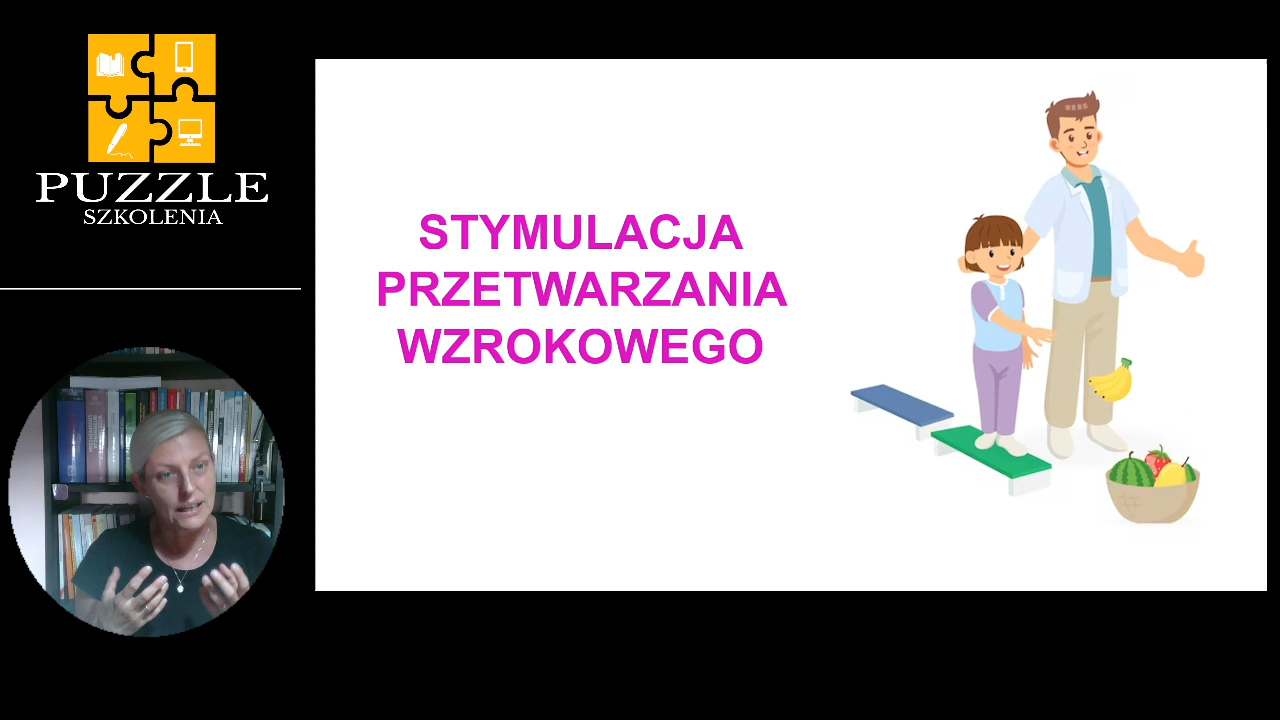 PUZZLE
SZKOLENIA
STYMULACJA
PRZETWARZANIA
WZROKOWEGO